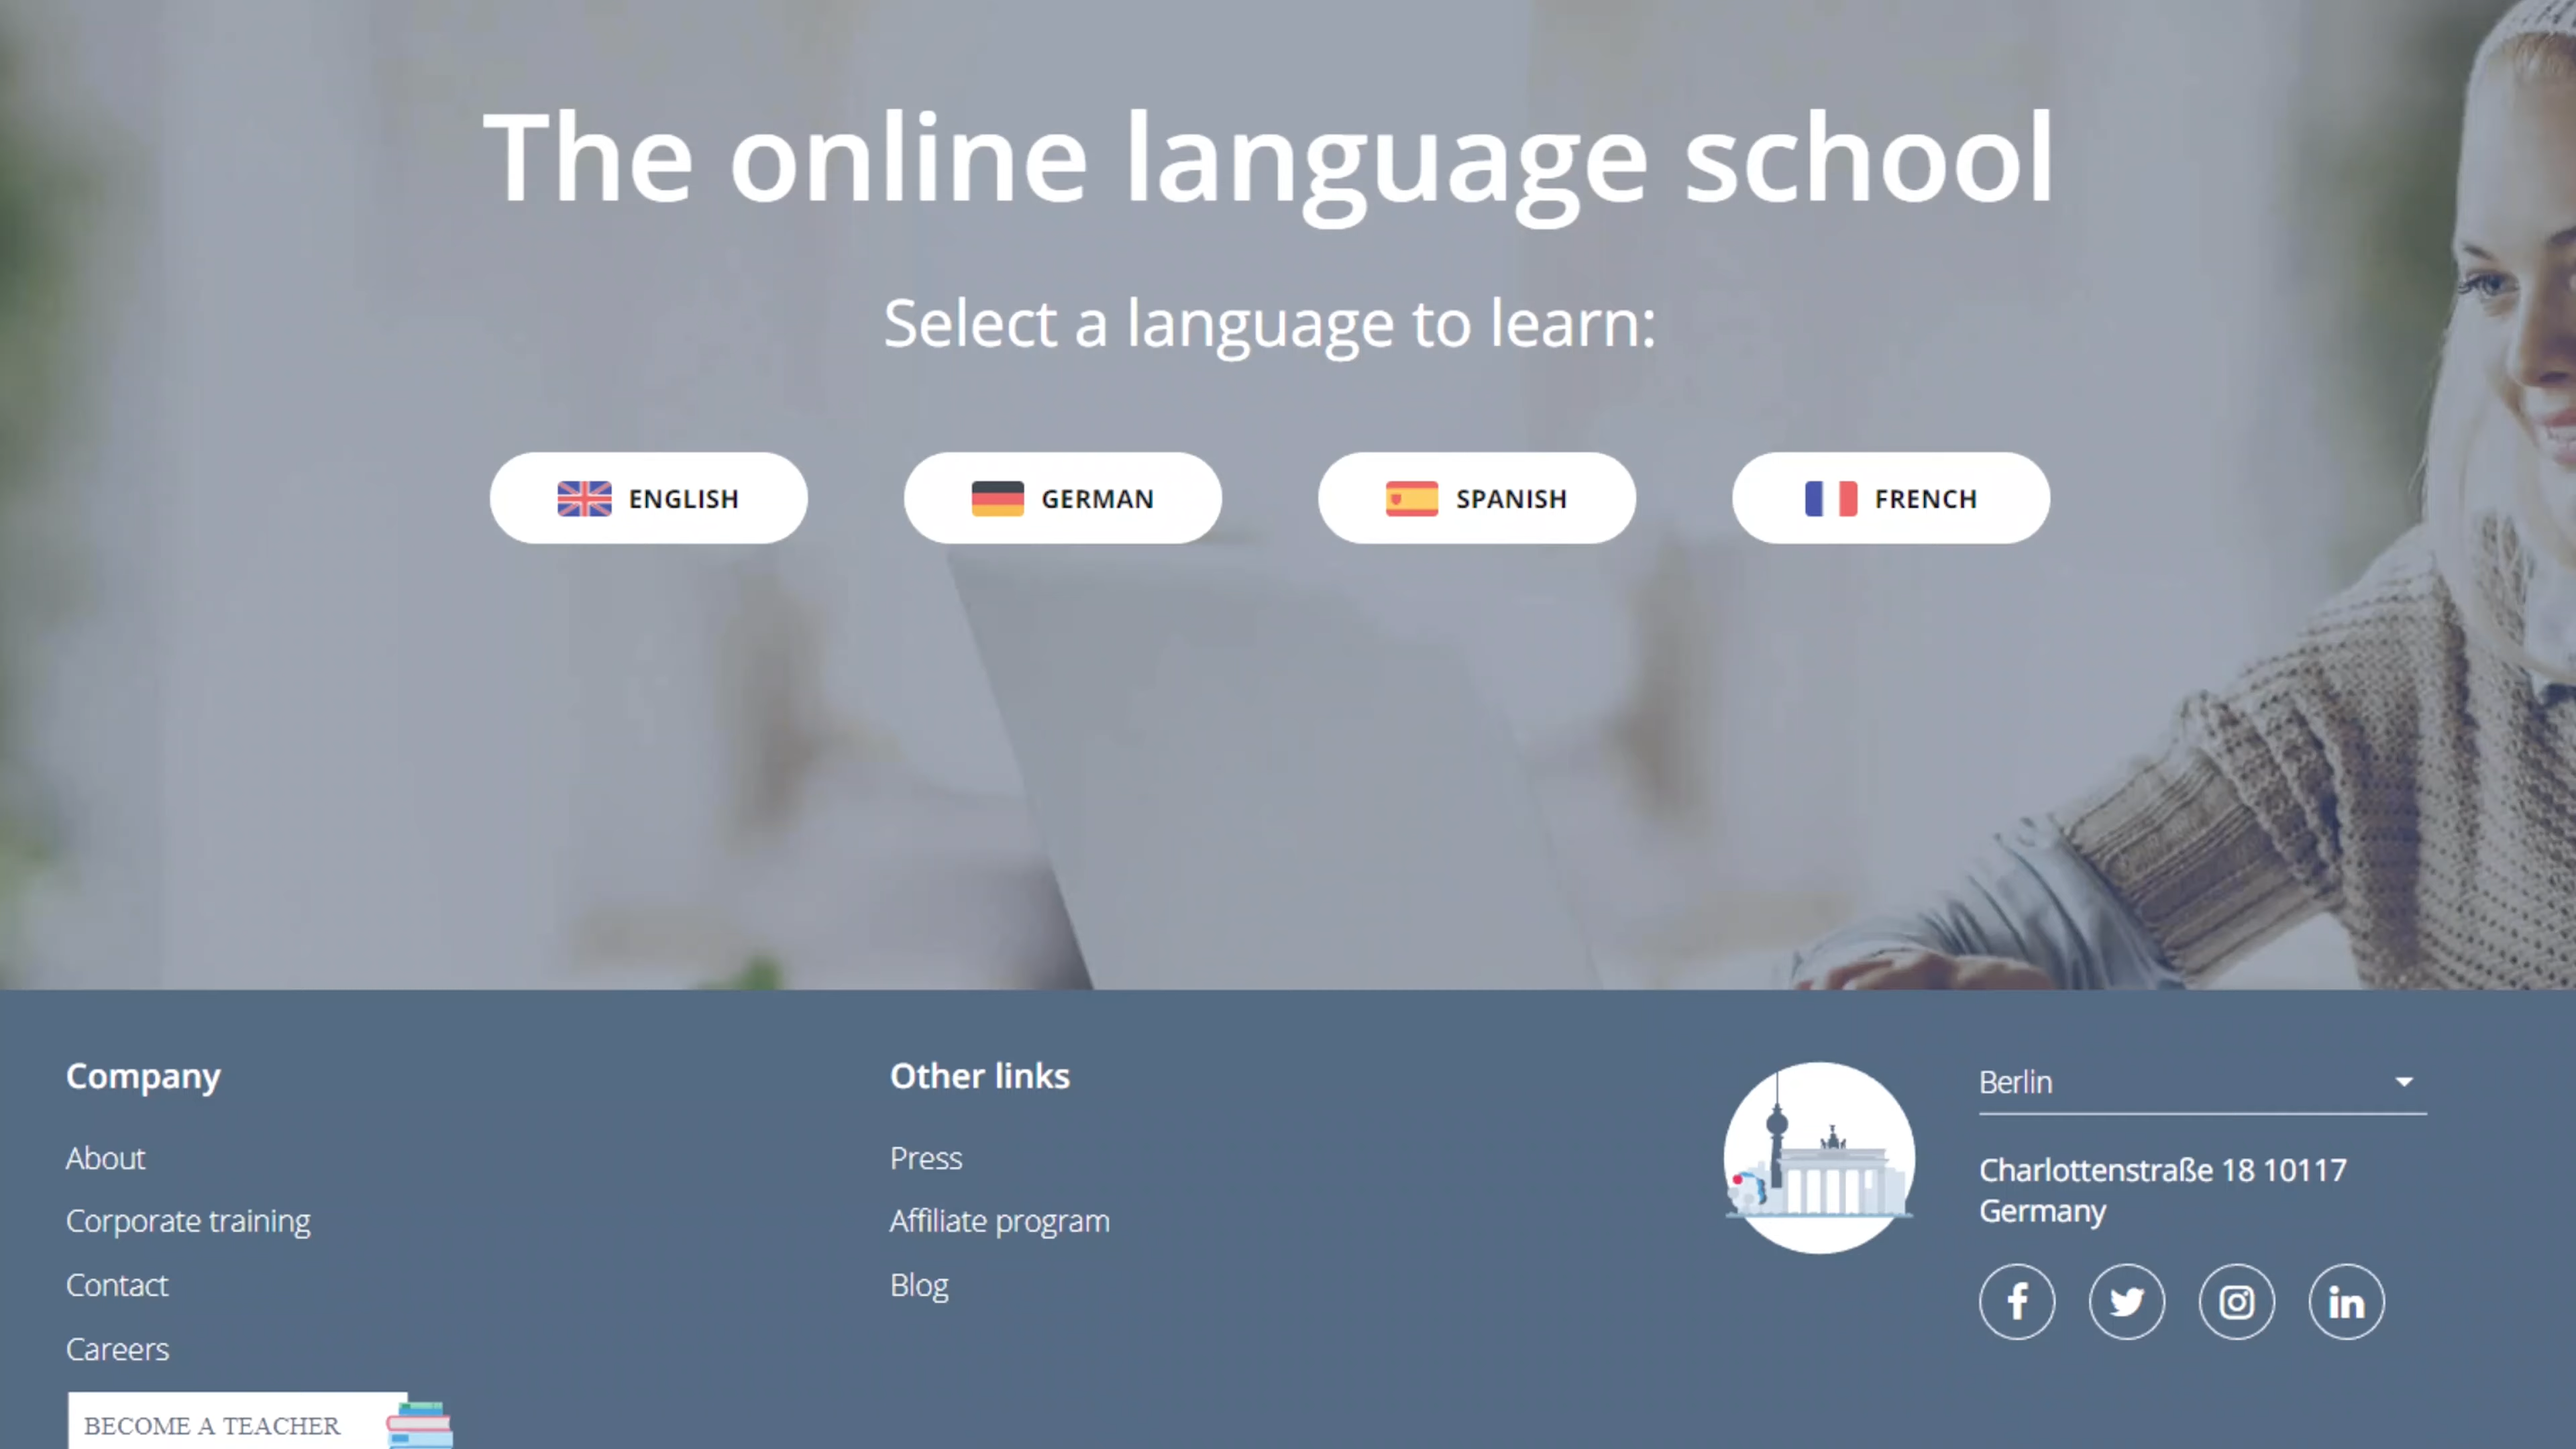 The online language school
Select a language to learn:
ENGLISH
GERMAN
SPANISH
FRENCH
Company
About
Corporate training
Contact
Careers
BECOME A TEACHER
Other links
Press
Affiliate program
Blog
Berlin
Charlottenstraße 18 10117
Germany